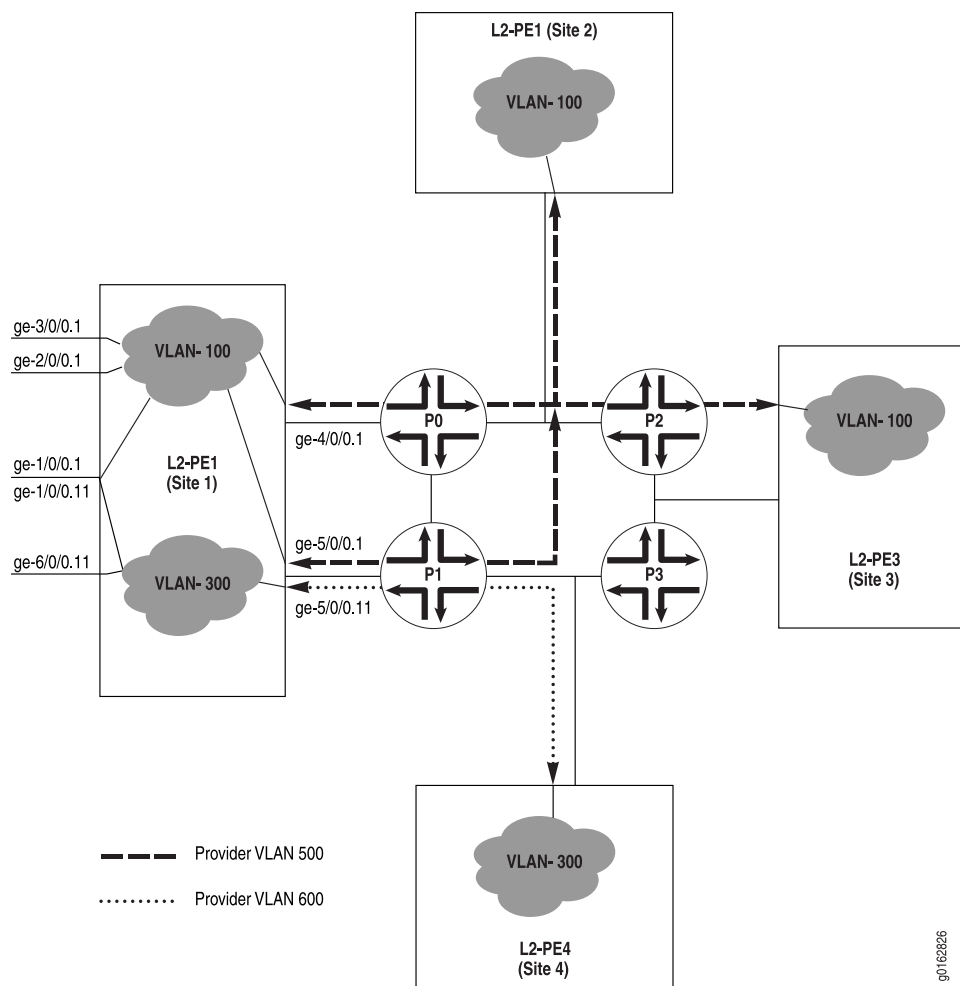 L2-PE1 (Site 2)
VLAN- 100
ge-3/0/0.1
ge-2/0/0.1
VLAN- 100
ge-1/0/0.1
ge-1/0/0.11
L2-PE1
(Site 1)
ge-6/0/0.11
VLAN- 300
ge-4/0/0.1
P0
P2
VLAN- 100
ge-5/0/0.1
P1
P3
ge-5/0/0.11
L2-PE3
(Site 3)
Provider VLAN 500
Provider VLAN 600
VLAN- 300
L2-PE4
(Site 4)
g0162826